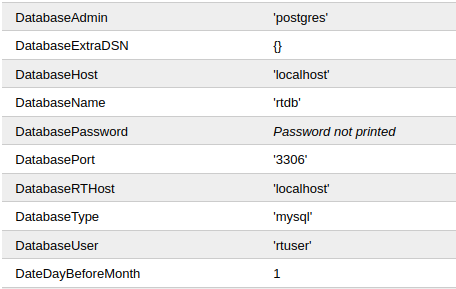 DatabaseAdmin 'postgres'
DatabaseExtraDSN {}
DatabaseHost 'localhost'
DatabaseName 'rtdb'
DatabasePassword Password not printed
DatabasePort '3306'
DatabaseRTHost 'localhost'
DatabaseType 'mysql'
DatabaseUser 'rtuser'
DateDayBeforeMonth 1